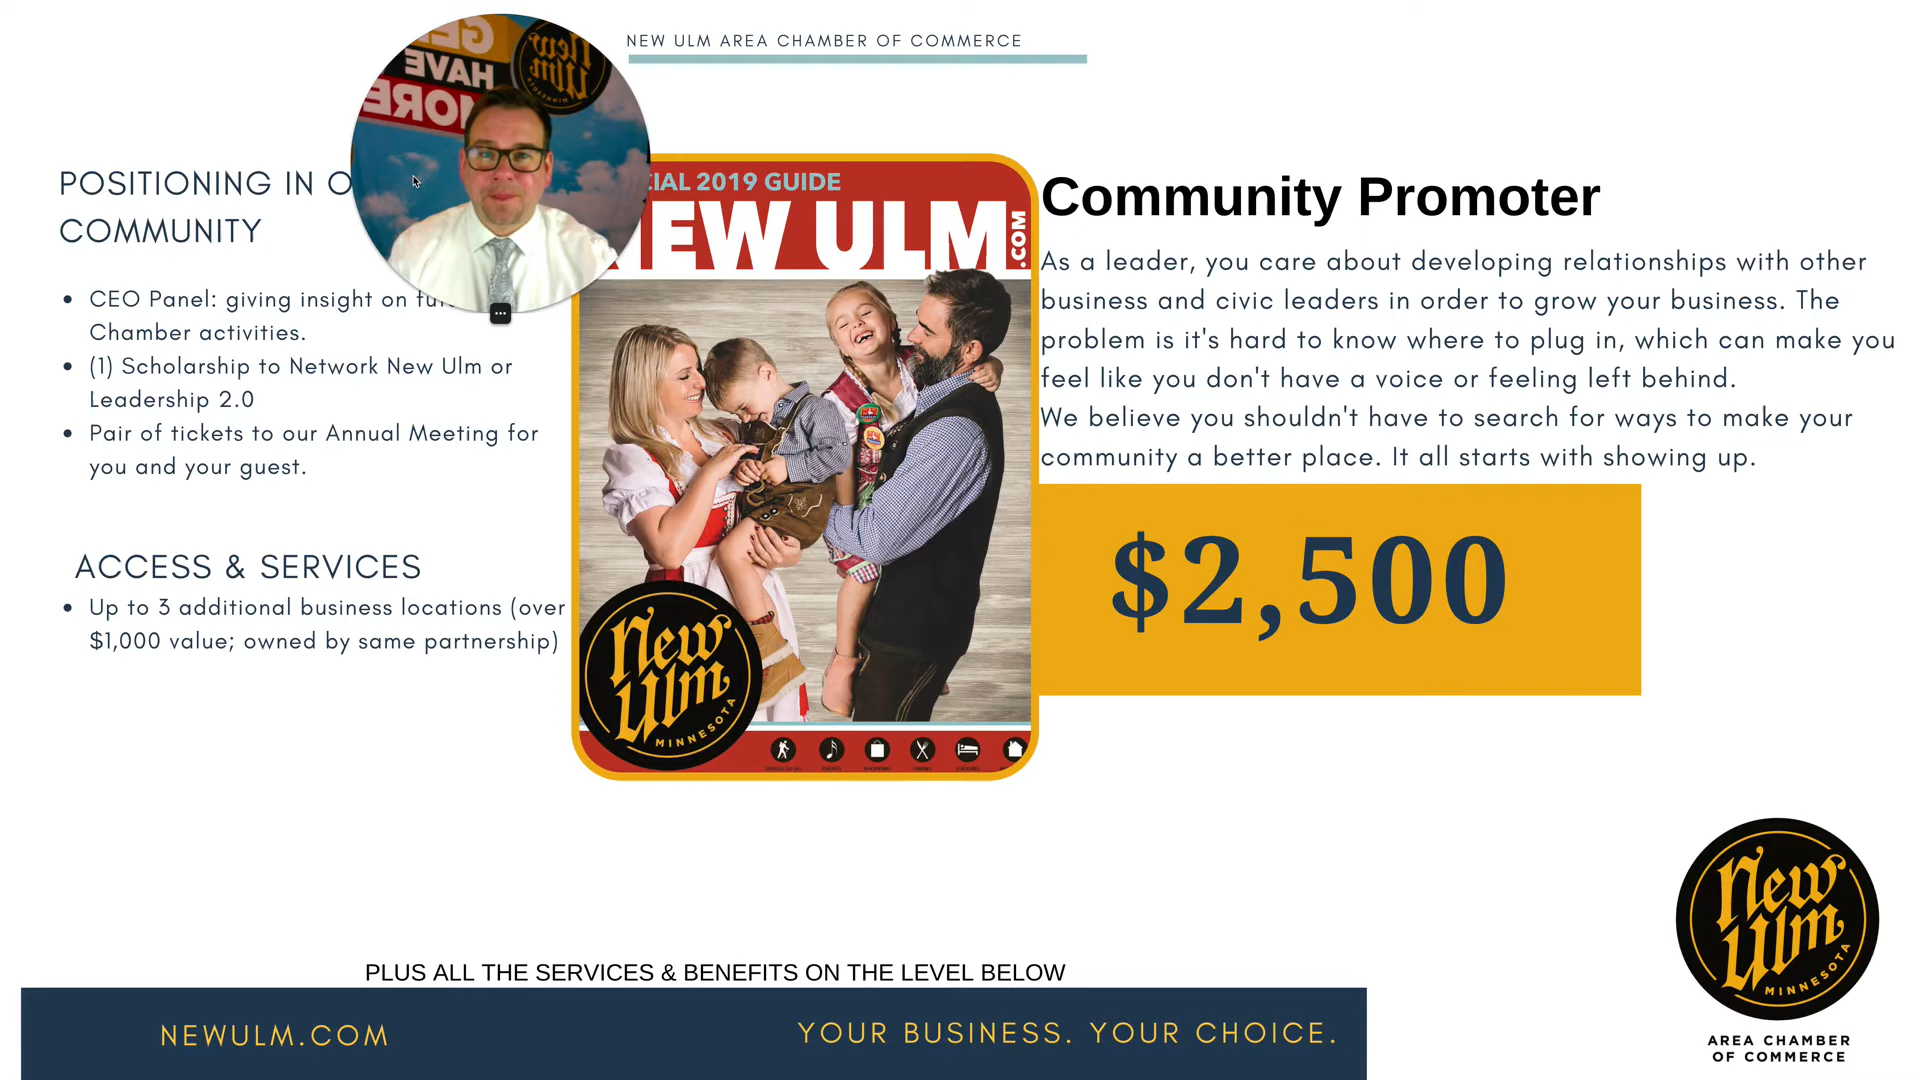 NEW ULM AREA CHAMBER OF COMMERCE
HAVE
MORE
New
Ulm
POSITIONING IN
COMMUNITY
CEO Panel: giving insight on
Chamber activities.
(1) Scholarship to Network New Ulm or
Leadership 2.0
Pair of tickets to our Annual Meeting for
you and your guest.
ACCESS & SERVICES
Up to 3 additional business locations (over
$1,000 value; owned by same partnership)
2019 GUIDE
NEW ULM
.COM
New
Ulm
MINNESOTA
Community Promoter
As a leader, you care about developing relationships with other
business and civic leaders in order to grow your business. The
problem is it's hard to know where to plug in, which can make you
feel like you don't have a voice or feeling left behind.
We believe you shouldn't have to search for ways to make your
community a better place. It all starts with showing up.
$2,500
PLUS ALL THE SERVICES & BENEFITS ON THE LEVEL BELOW
NEWULM.COM
YOUR BUSINESS. YOUR CHOICE.
New
Ulm
MINNESOTA
AREA CHAMBER
OF COMMERCE